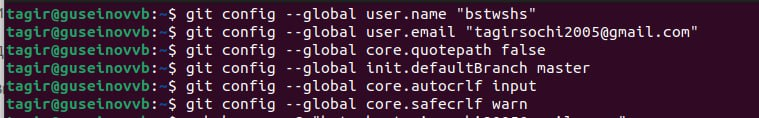 tagir@guseinovvb:~$ git config --global user.name "bstwshs"
tagir@guseinovvb:~$ git config --global user.email "tagirsochi2005@gmail.com"
tagir@guseinovvb:~$ git config --global core.quotepath false
tagir@guseinovvb:~$ git config --global init.defaultBranch master
tagir@guseinovvb:~$ git config --global core.autocrlf input
tagir@guseinovvb:~$ git config --global core.safecrlf warn